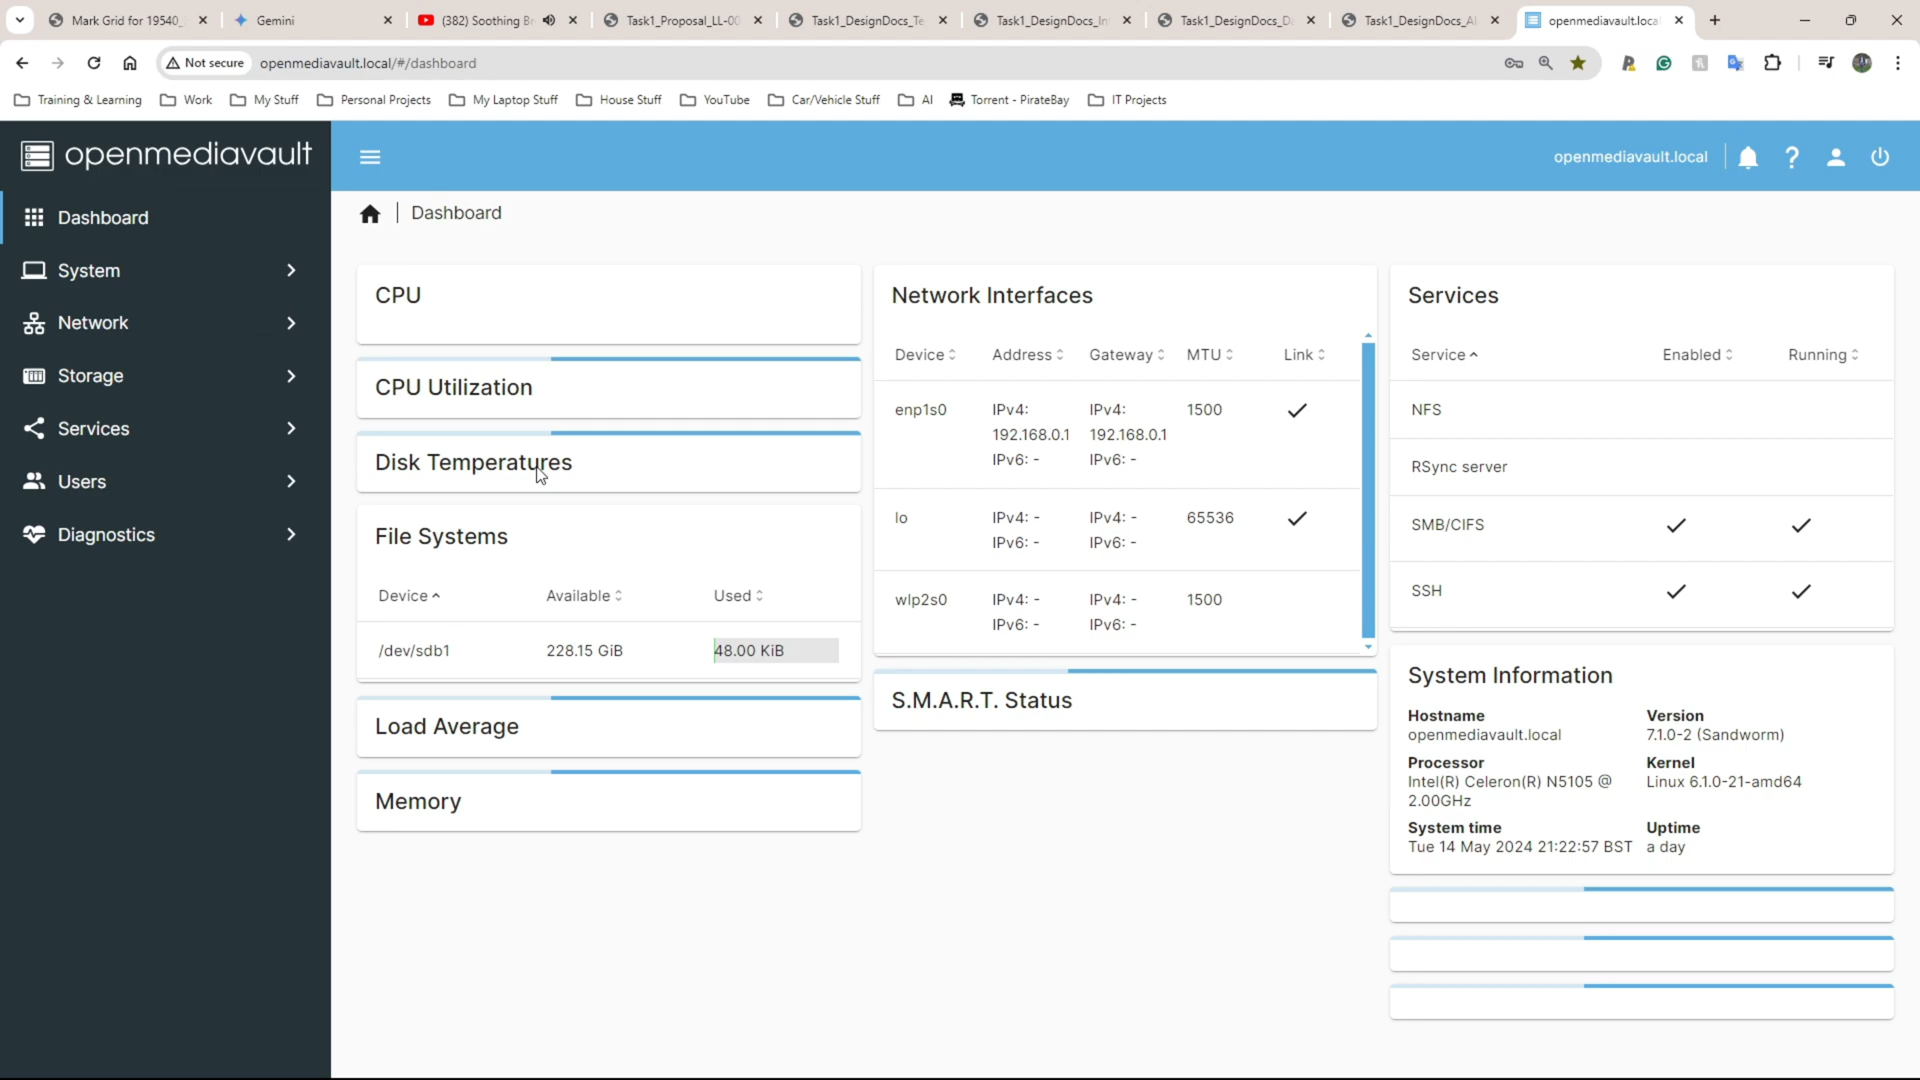 Mark Grid for 19540_
Gemini
(382) Soothing Br
Task1_Proposal_LL-00
Task1_DesignDocs_Te
Task1_DesignDocs_In
Task1_DesignDocs_Da
Task1_DesignDocs_Al
openmediavault.loca
Not secure
openmediavault.local/#/dashboard
Training & Learning
Work
My Stuff
Personal Projects
My Laptop Stuff
House Stuff
YouTube
Car/Vehicle Stuff
AI
Torrent - PirateBay
IT Projects
openmediavault
openmediavault.local
Dashboard
System
Network
Storage
Services
Users
Diagnostics
Dashboard
CPU
CPU Utilization
Disk Temperatures
File Systems
Device Available Used
/dev/sdb1 228.15 GiB 48.00 KiB
Load Average
Memory
Network Interfaces
Device Address Gateway MTU Link
enp1s0 IPv4: IPv4: 1500
192.168.0.1 192.168.0.1
IPv6: - IPv6: -
lo IPv4: - IPv4: - 65536
IPv6: - IPv6: -
wlp2s0 IPv4: - IPv4: - 1500
IPv6: - IPv6: -
S.M.A.R.T. Status
Services
Service Enabled Running
NFS
RSync server
SMB/CIFS
SSH
System Information
Hostname Version
openmediavault.local 7.1.0-2 (Sandworm)
Processor Kernel
Intel(R) Celeron(R) N5105 @ Linux 6.1.0-21-amd64
2.00GHz
System time Uptime
Tue 14 May 2024 21:22:57 BST a day